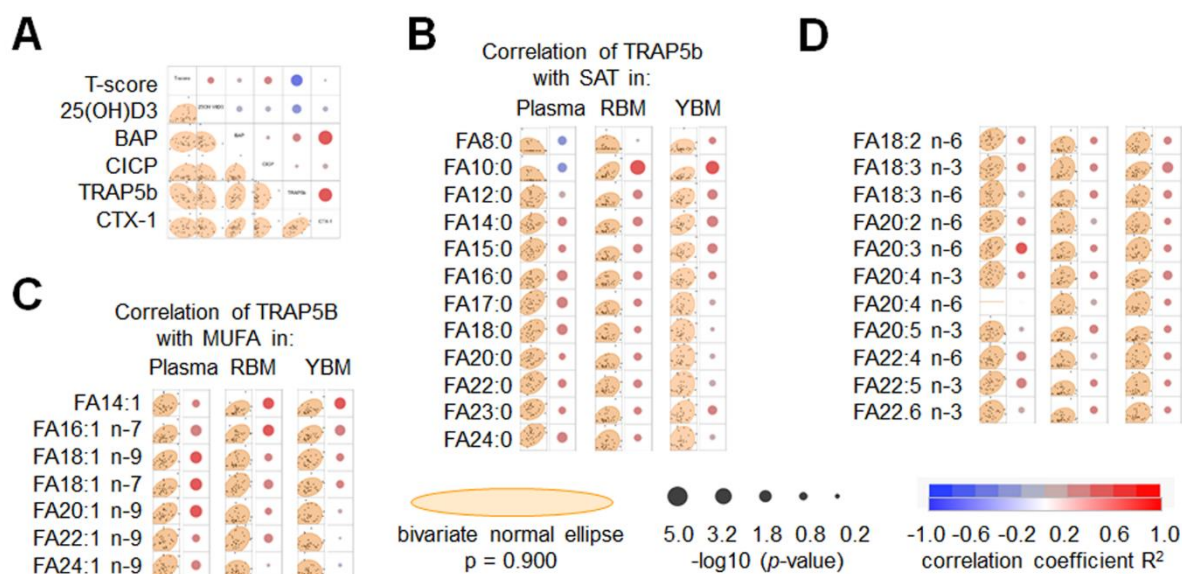 A
T-score
25(OH)D3
BAP
CICP
TRAP5b
CTX-1
T-score
BAP
CICP
TRAP5b
CTX-1
B
Correlation of TRAP5b
with SAT in:
Plasma RBM YBM
FA8:0
FA10:0
FA12:0
FA14:0
FA15:0
FA16:0
FA17:0
FA18:0
FA20:0
FA22:0
FA23:0
FA24:0
C
Correlation of TRAP5B
with MUFA in:
Plasma RBM YBM
FA14:1
FA16:1 n-7
FA18:1 n-9
FA18:1 n-7
FA20:1 n-9
FA22:1 n-9
FA24:1 n-9
D
FA18:2 n-6
FA18:3 n-3
FA18:3 n-6
FA20:2 n-6
FA20:3 n-6
FA20:4 n-3
FA20:4 n-6
FA20:5 n-3
FA22:4 n-6
FA22:5 n-3
FA22:6 n-3
bivariate normal ellipse
p = 0.900
5.0 3.2 1.8 0.8 0.2
-log10 (p-value)
-1.0 -0.6 -0.2 0.2 0.6 1.0
correlation coefficient R²